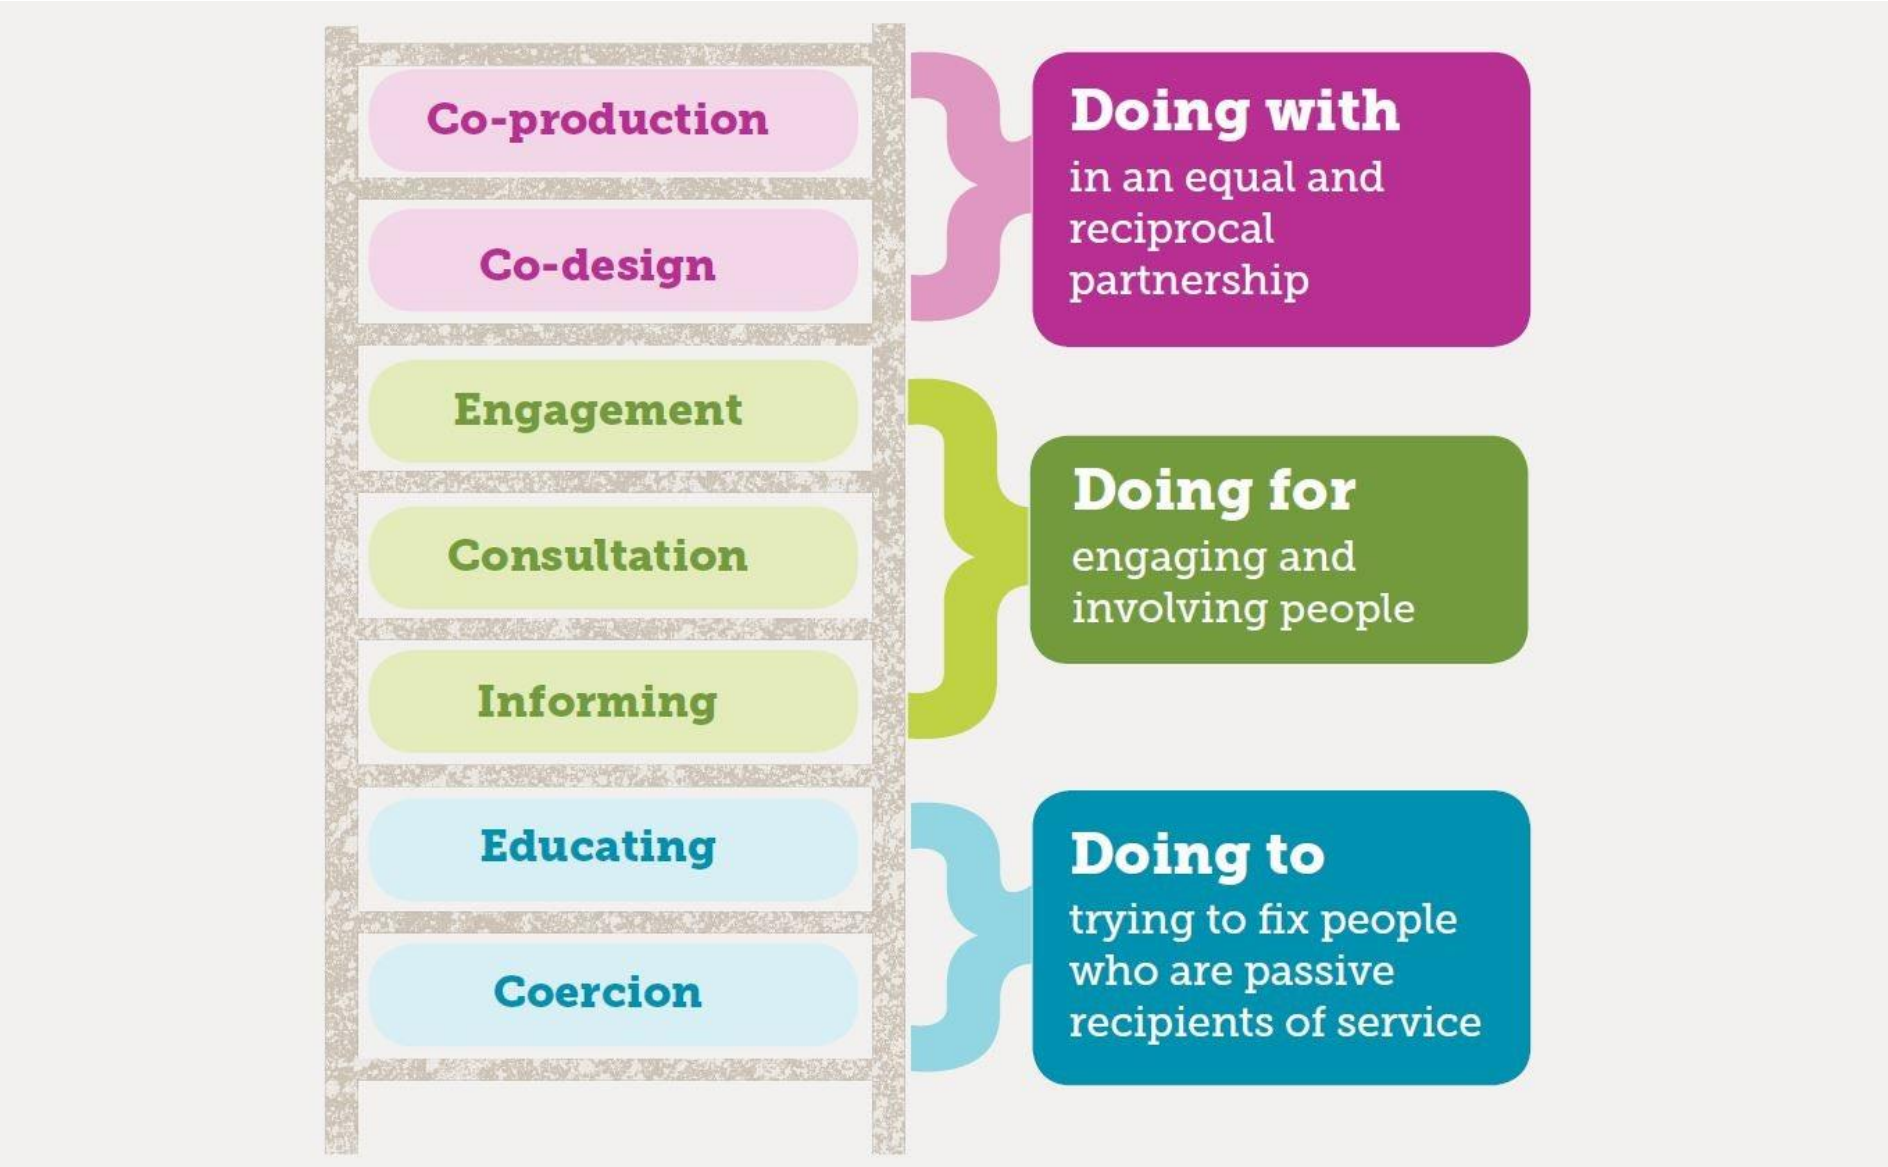 Co-production
Co-design
Engagement
Consultation
Informing
Educating
Coercion
Doing with
in an equal and
reciprocal
partnership
Doing for
engaging and
involving people
Doing to
trying to fix people
who are passive
recipients of service